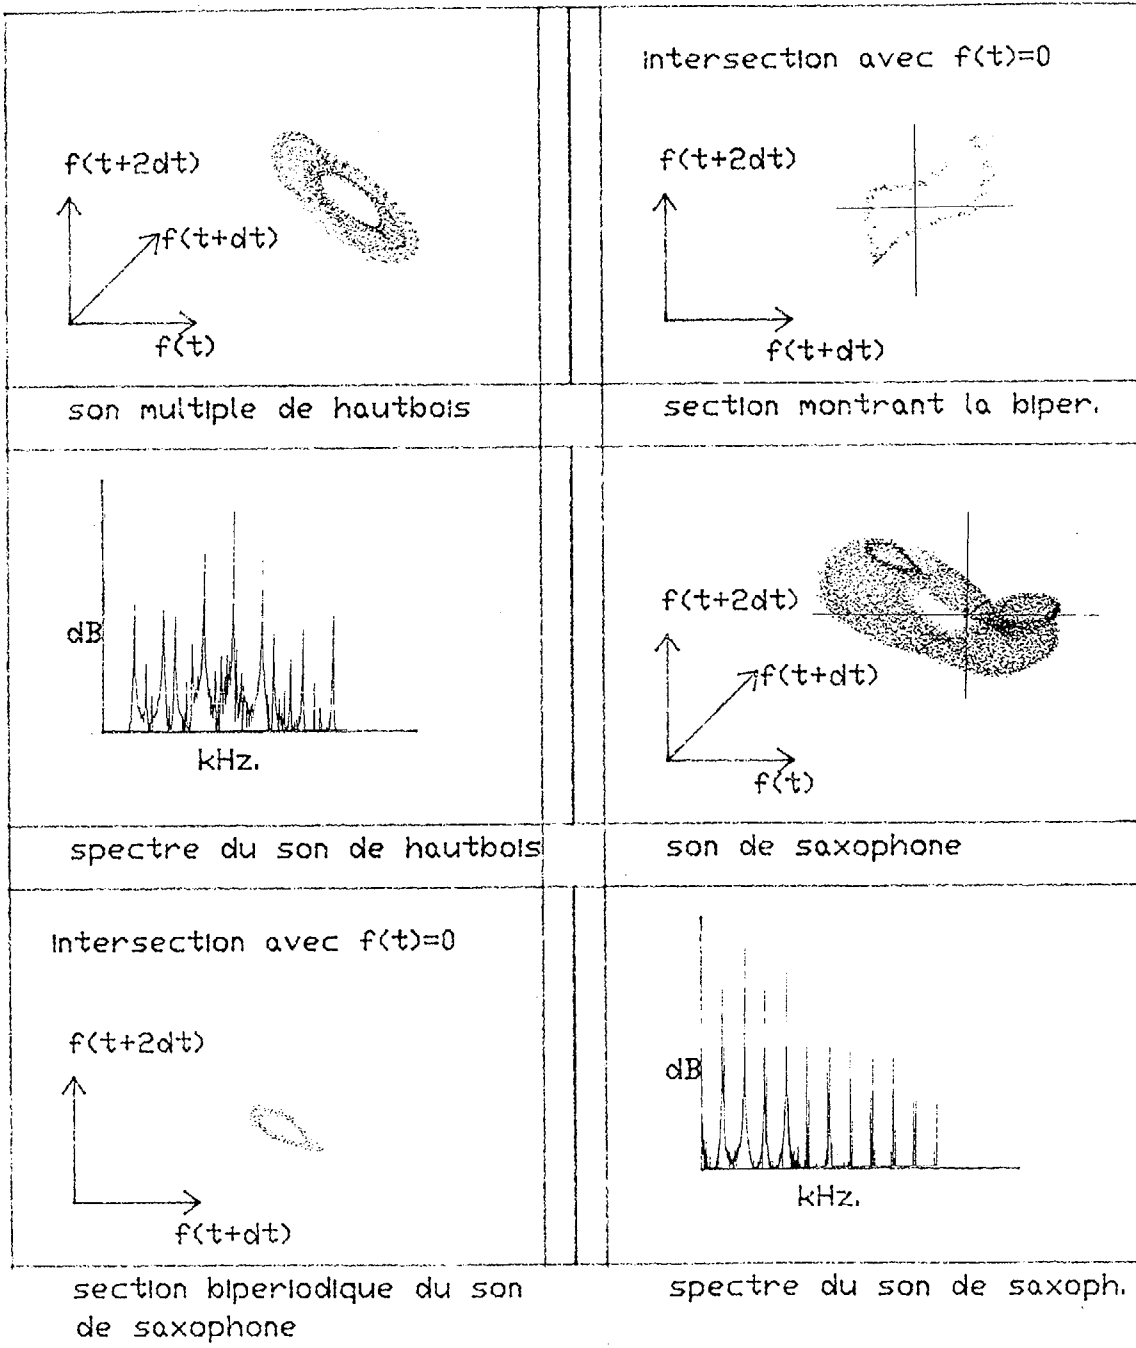 f(t+2dt)
f(t+dt)
f(t)
son multiple de hautbois
intersection avec f(t)=0
f(t+2dt)
f(t+dt)
section montrant la biper.
dB
kHz.
spectre du son de hautbois
f(t+2dt)
f(t+dt)
f(t)
son de saxophone
intersection avec f(t)=0
f(t+2dt)
f(t+dt)
section biperiodique du son
de saxophone
dB
kHz.
spectre du son de saxoph.